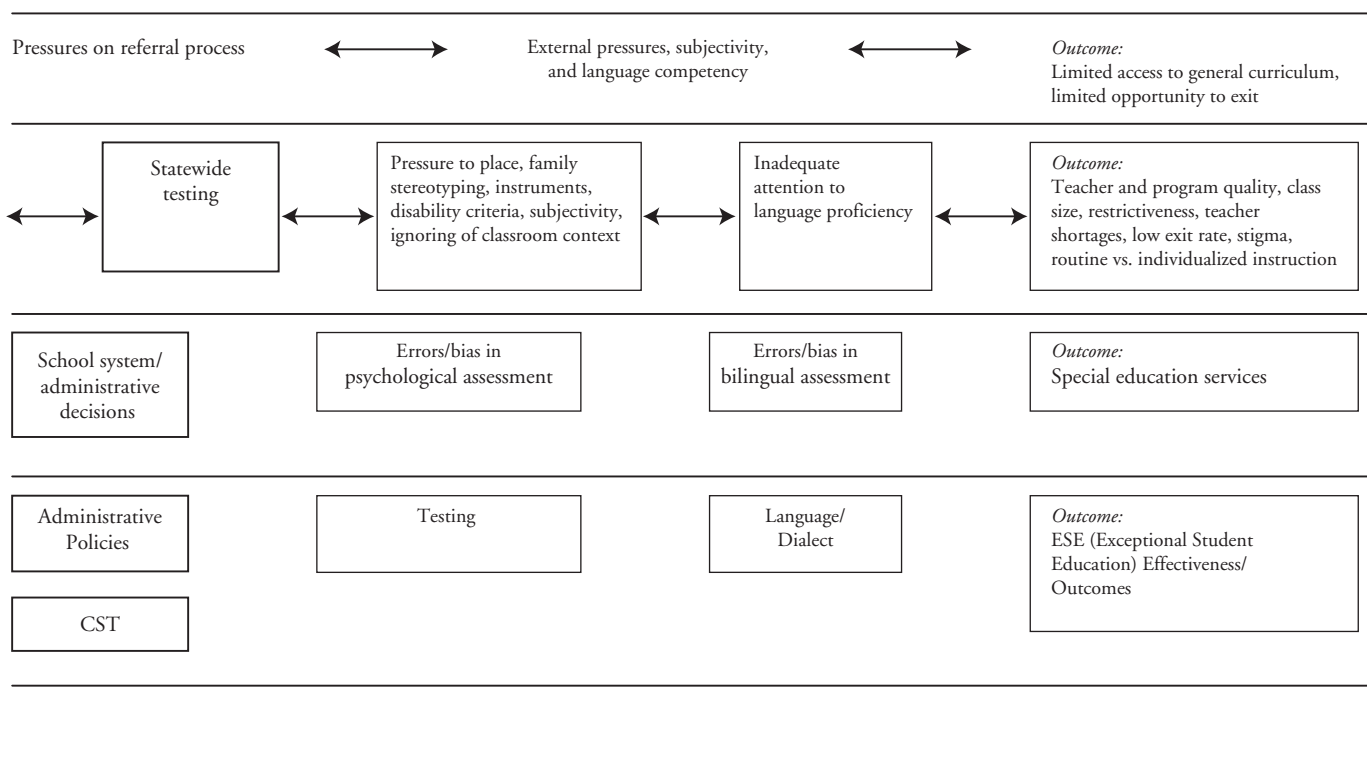 Pressures on referral process
External pressures, subjectivity,
and language competency
Outcome:
Limited access to general curriculum,
limited opportunity to exit
Statewide
testing
Pressure to place, family
stereotyping, instruments,
disability criteria, subjectivity,
ignoring of classroom context
Inadequate
attention to
language proficiency
Outcome:
Teacher and program quality, class
size, restrictiveness, teacher
shortages, low exit rate, stigma,
routine vs. individualized instruction
School system/
administrative
decisions
Errors/bias in
psychological assessment
Errors/bias in
bilingual assessment
Outcome:
Special education services
Administrative
Policies
Testing
Language/
Dialect
Outcome:
ESE (Exceptional Student
Education) Effectiveness/
Outcomes
CST